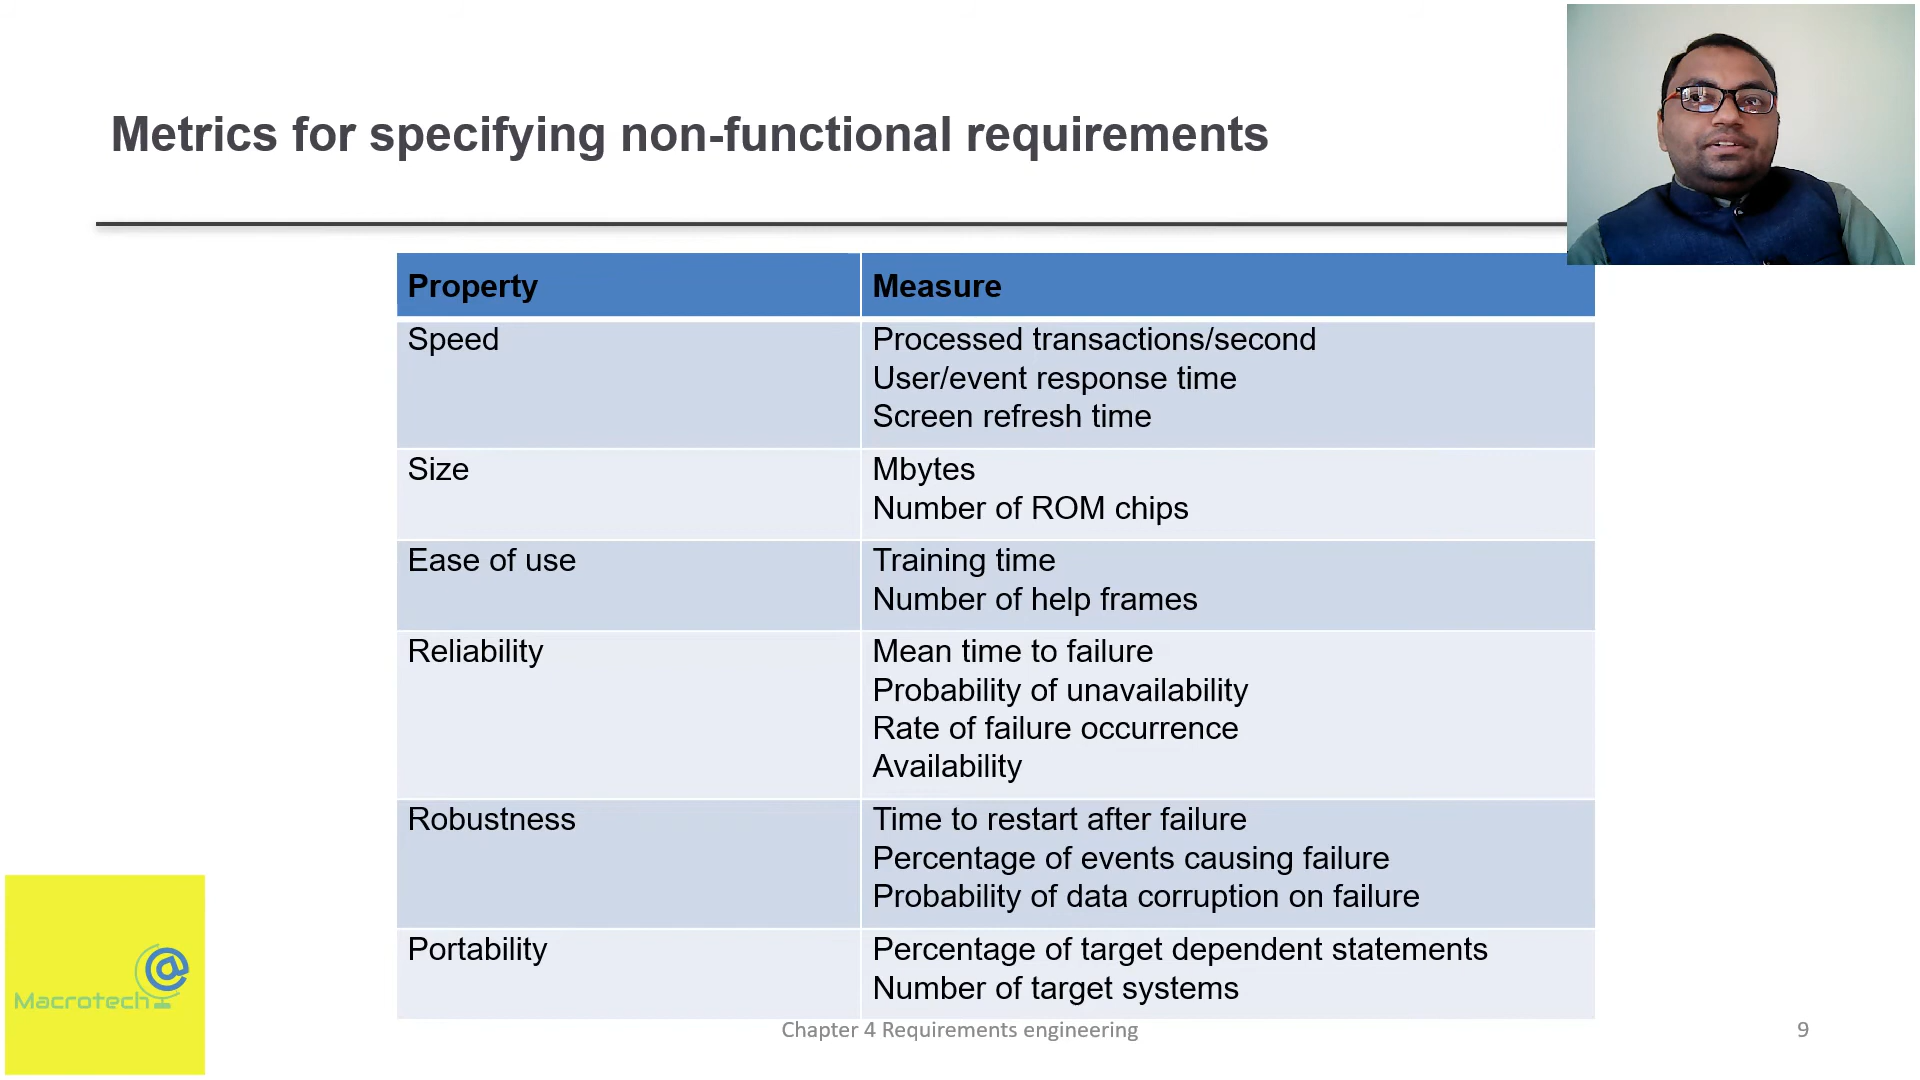 Metrics for specifying non-functional requirements
Property
Measure
Speed
Processed transactions/second
User/event response time
Screen refresh time
Size
Mbytes
Number of ROM chips
Ease of use
Training time
Number of help frames
Reliability
Mean time to failure
Probability of unavailability
Rate of failure occurrence
Availability
Robustness
Time to restart after failure
Percentage of events causing failure
Probability of data corruption on failure
Portability
Percentage of target dependent statements
Number of target systems
@
Macrotech
Chapter 4 Requirements engineering
9